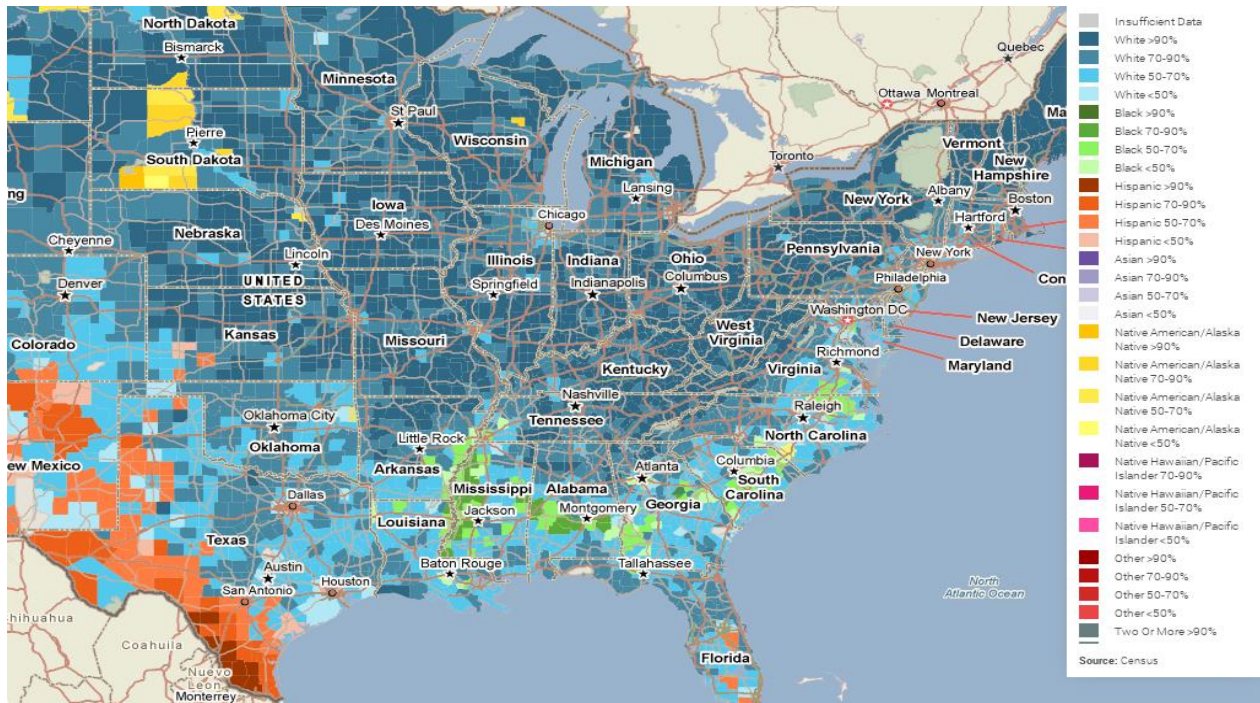 North Dakota
Bismarck
Minnesota
St Paul
Pierre
South Dakota
Wisconsin
Michigan
Lansing
Quebec
Ottawa
Montreal
Toronto
Vermont
New
Hampshire
Ma
Albany
Boston
New York
Hartford
ng
Cheyenne
Nebraska
Iowa
Des Moines
Chicago
Lincoln
UNITED
STATES
Illinois
Indiana
Ohio
Springfield
Indianapolis
Columbus
Pennsylvania
New York
Philadelphia
Con
New Jersey
Delaware
Maryland
Washington DC
Denver
Colorado
Kansas
Missouri
West
Virginia
Kentucky
Virginia
Richmond
Nashville
Tennessee
Raleigh
North Carolina
Oklahoma City
Oklahoma
Little Rock
Arkansas
ew Mexico
Atlanta
Columbia
South
Carolina
Mississippi
Alabama
Georgia
Dallas
Texas
Louisiana
Jackson
Montgomery
Austin
Houston
San Antonio
Baton Rouge
Tallahassee
Florida
North
Atlantic Ocean
hihuahua
Coahuila
Nuevo
Leon
Monterrey
Insufficient Data
White >90%
White 70-90%
White 50-70%
White <50%
Black >90%
Black 70-90%
Black 50-70%
Black <50%
Hispanic >90%
Hispanic 70-90%
Hispanic 50-70%
Hispanic <50%
Asian >90%
Asian 70-90%
Asian 50-70%
Asian <50%
Native American/Alaska
Native >90%
Native American/Alaska
Native 70-90%
Native American/Alaska
Native 50-70%
Native American/Alaska
Native <50%
Native Hawaiian/Pacific
Islander 70-90%
Native Hawaiian/Pacific
Islander 50-70%
Native Hawaiian/Pacific
Islander <50%
Other >90%
Other 70-90%
Other 50-70%
Other <50%
Two Or More >90%
Source: Census